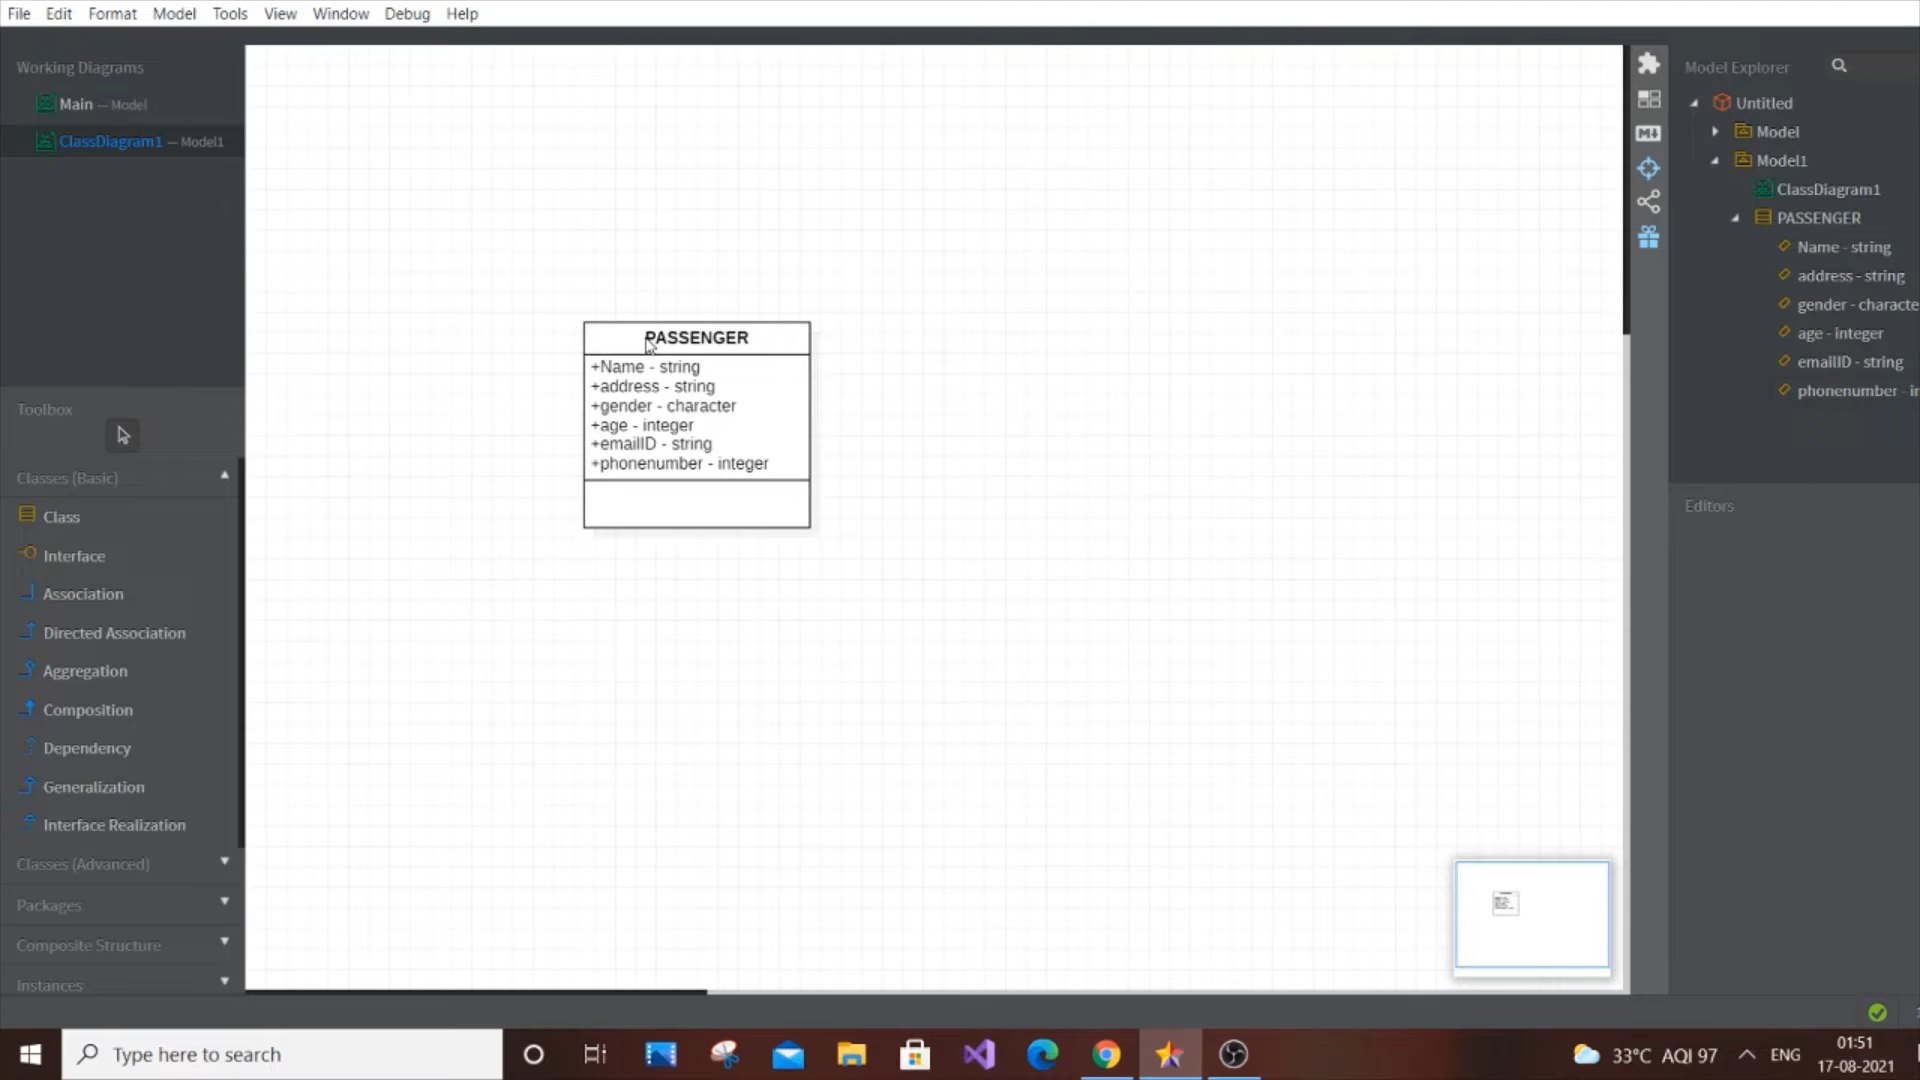 File Edit Format Model Tools View Window Debug Help
Working Diagrams
Main — Model
ClassDiagram1 — Model1
Toolbox
Classes (Basic)
Class
Interface
Association
Directed Association
Aggregation
Composition
Dependency
Generalization
Interface Realization
Classes (Advanced)
Packages
Composite Structure
Instances
PASSENGER
+Name - string
+address - string
+gender - character
+age - integer
+emailID - string
+phonenumber - integer
M
Model Explorer
Untitled
Model
Model1
ClassDiagram1
PASSENGER
Name - string
address - string
gender - characte
age - integer
emailID - string
phonenumber - ir
Editors
Type here to search
33°C AQI 97
ENG
01:51
17-08-2021